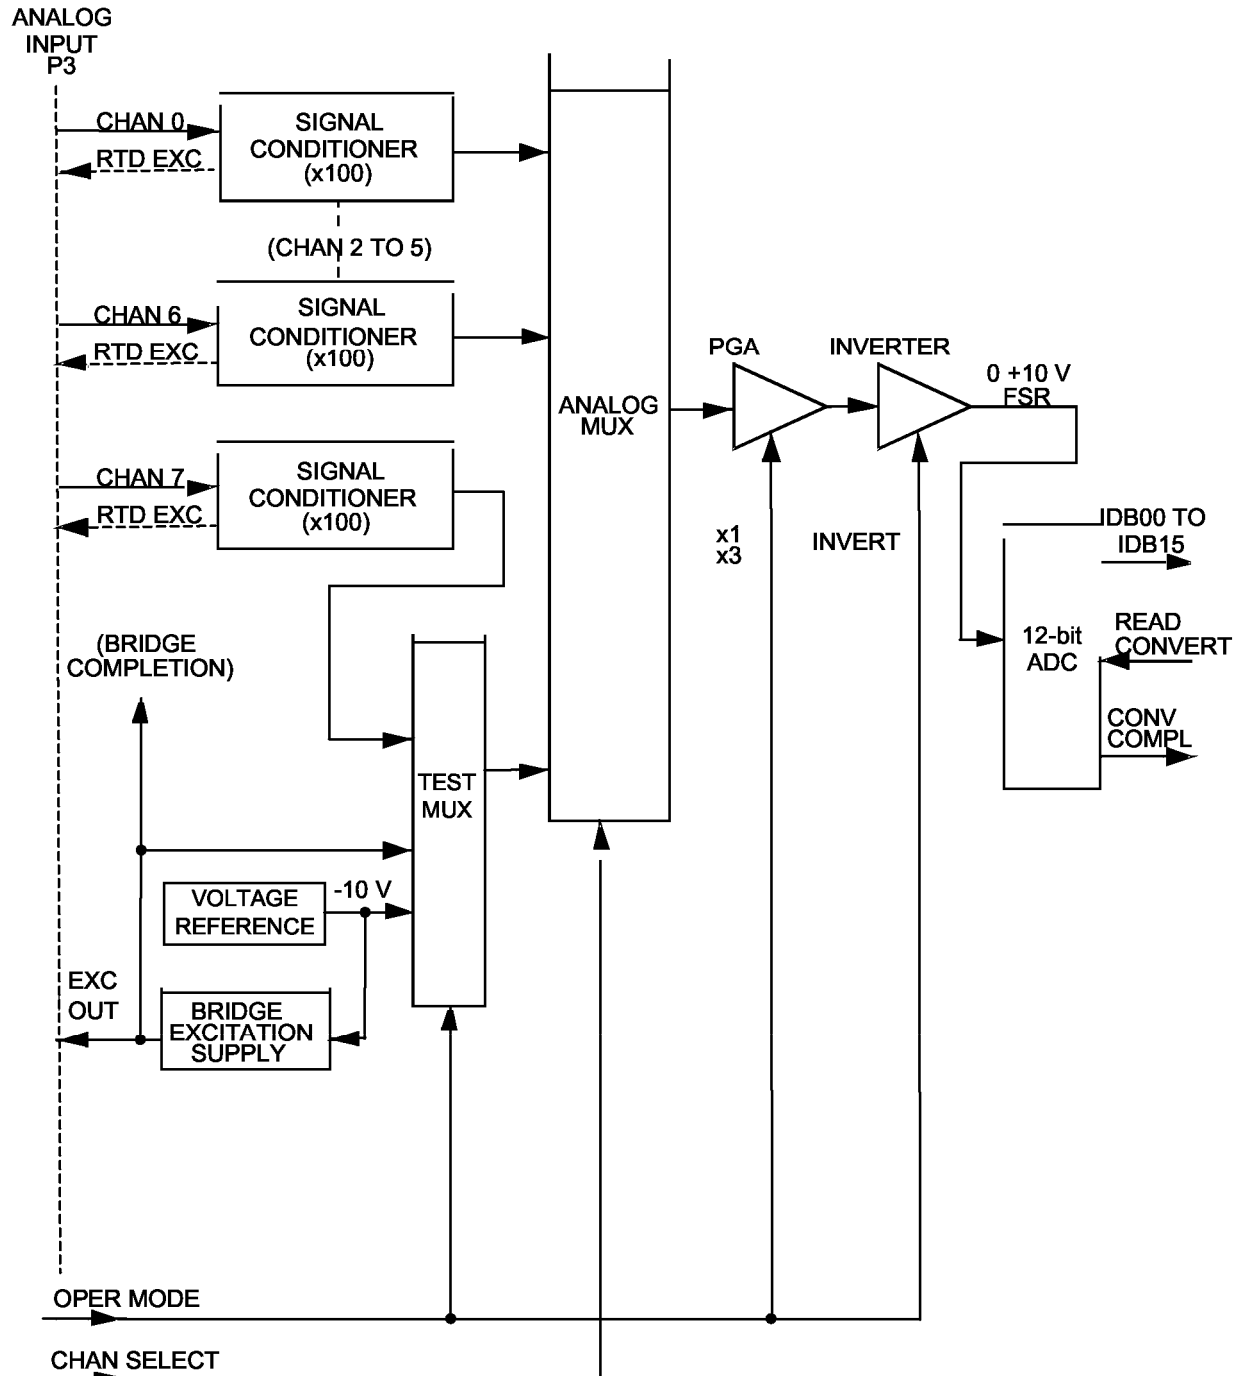 ANALOG
INPUT
P3
CHAN 0
RTD EXC
SIGNAL
CONDITIONER
(x100)
(CHAN 2 TO 5)
CHAN 6
RTD EXC
SIGNAL
CONDITIONER
(x100)
CHAN 7
RTD EXC
SIGNAL
CONDITIONER
(x100)
ANALOG
MUX
PGA
INVERTER
0 +10 V
FSR
x1
x3
INVERT
IDB00 TO
IDB15
12-bit
ADC
READ
CONVERT
CONV
COMPL
(BRIDGE
COMPLETION)
TEST
MUX
VOLTAGE
REFERENCE
-10 V
EXC
OUT
BRIDGE
EXCITATION
SUPPLY
OPER MODE
CHAN SELECT